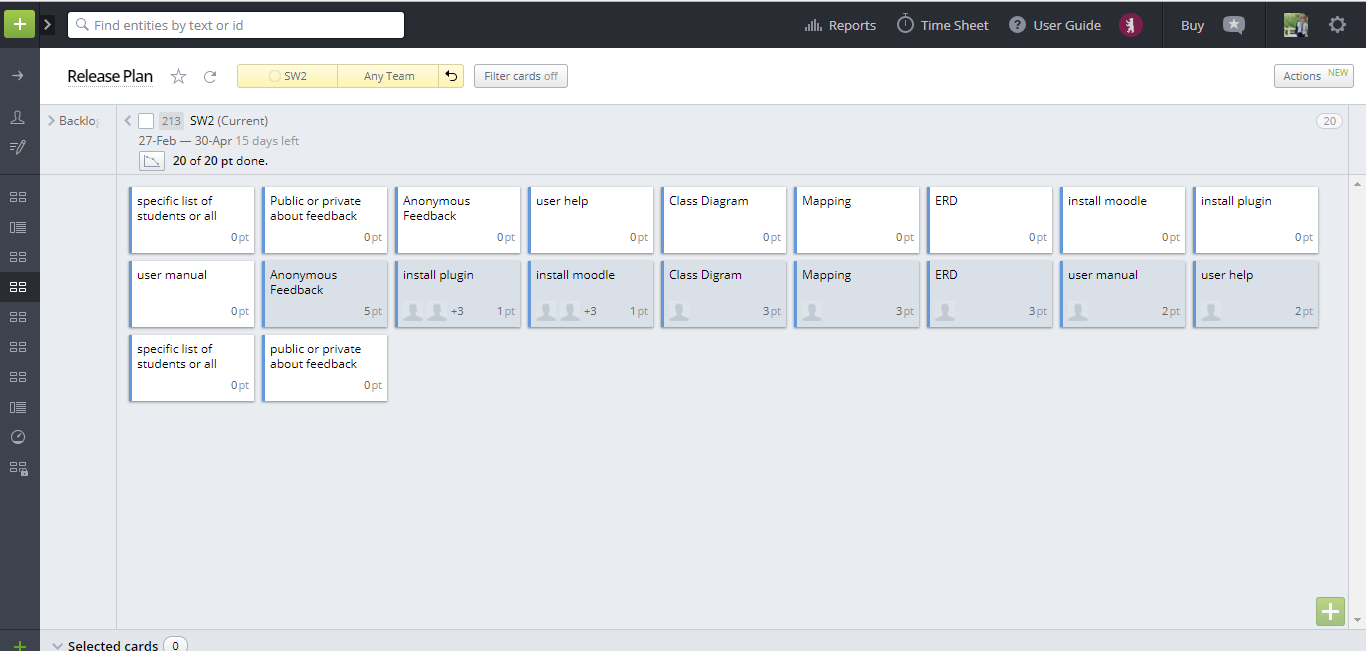 Find entities by text or id
Reports
Time Sheet
User Guide
Buy
Release Plan
SW2
Any Team
Filter cards off
Actions NEW
Backlog
213 SW2 (Current)
20
27-Feb — 30-Apr 15 days left
20 of 20 pt done.
specific list of
students or all
0pt
Public or private
about feedback
0pt
Anonymous
Feedback
0pt
user help
0pt
Class Diagram
0pt
Mapping
0pt
ERD
0pt
install moodle
0pt
install plugin
0pt
user manual
0pt
Anonymous
Feedback
5pt
install plugin
+3 1pt
install moodle
+3 1pt
Class Digram
3pt
Mapping
3pt
ERD
3pt
user manual
2pt
user help
2pt
specific list of
students or all
0pt
public or private
about feedback
0pt
Selected cards 0